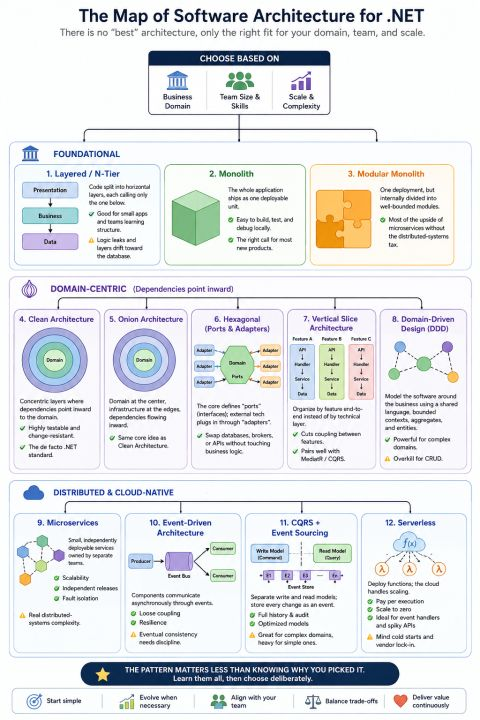 The Map of Software Architecture for .NET
There is no “best” architecture, only the right fit for your domain, team, and scale.
CHOOSE BASED ON
Business
Domain
Team Size &
Skills
Scale &
Complexity
FOUNDATIONAL
1. Layered / N-Tier
Presentation
Business
Data
Code split into horizontal
layers, each calling only
the one below.
Good for small apps
and teams learning
structure.
Logic leaks and
layers drift toward
the database.
2. Monolith
The whole application
ships as one deployable
unit.
Easy to build, test, and
debug locally.
The right call for most
new products.
3. Modular Monolith
One deployment, but
internally divided into
well-bounded modules.
Most of the upside of
microservices without
the distributed-systems
tax.
DOMAIN-CENTRIC (Dependencies point inward)
4. Clean Architecture
Domain
Concentric layers where
dependencies point inward
to the domain.
Highly testable and
change-resistant.
The de facto .NET
standard.
5. Onion Architecture
Domain
Domain at the center,
infrastructure at the edges,
dependencies flowing inward.
Same core idea as
Clean Architecture.
6. Hexagonal
(Ports & Adapters)
Adapter
Adapter
Adapter
Domain
Ports
Adapter
Adapter
Adapter
The core defines “ports”
(interfaces); external tech
plugs in through “adapters”.
Swap databases, brokers,
or APIs without touching
business logic.
7. Vertical Slice
Architecture
Feature A Feature B Feature C
API API API
Handler Handler Handler
Service Service Service
Data Data Data
Organize by feature end-to-
end instead of by
technical layer.
Cuts coupling between
features.
Pairs well with
MediatR / CQRS.
8. Domain-Driven
Design (DDD)
Model the software around
the business using a shared
language, bounded contexts,
aggregates, and entities.
Powerful for complex
domains.
Overkill for CRUD.
DISTRIBUTED & CLOUD-NATIVE
9. Microservices
Small, independently
deployable services
owned by separate
teams.
Scalability
Independent releases
Fault isolation
Real distributed-
systems complexity.
10. Event-Driven
Architecture
Producer
Event Bus
Consumer
Consumer
Components communicate
asynchronously through events.
Loose coupling
Resilience
Eventual consistency
needs discipline.
11. CQRS +
Event Sourcing
Write Model
(Command)
Read Model
(Query)
E1 E2 E3 ... En
Event Store
Separate write and read models;
store every change as an event.
Full history & audit
Optimized models
Great for complex domains,
heavy for simple ones.
12. Serverless
f(x)
λ λ λ
Deploy functions; the cloud
handles scaling.
Pay per execution
Scale to zero
Ideal for event handlers
and spiky APIs
Mind cold starts and
vendor lock-in.
THE PATTERN MATTERS LESS THAN KNOWING WHY YOU PICKED IT.
Learn them all, then choose deliberately.
Start simple
Evolve when
necessary
Align with your
team
Balance trade-offs
Deliver value
continuously